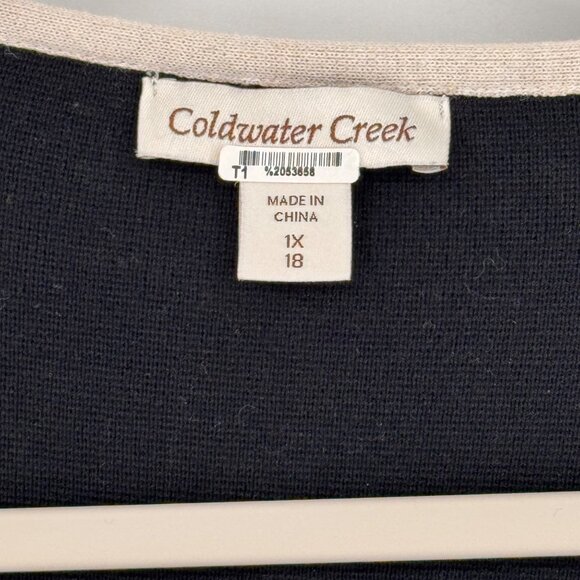 Coldwater Creek
T1 %2053658
MADE IN
CHINA
1X
18